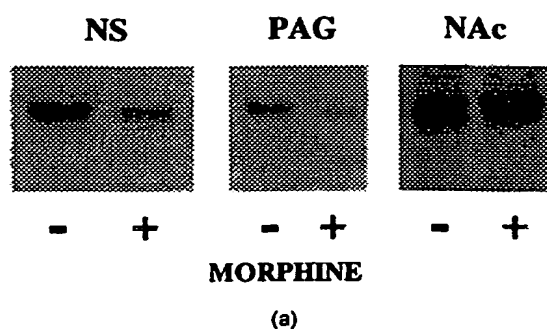 NS PAG NAc
- + - + - +
MORPHINE
(a)